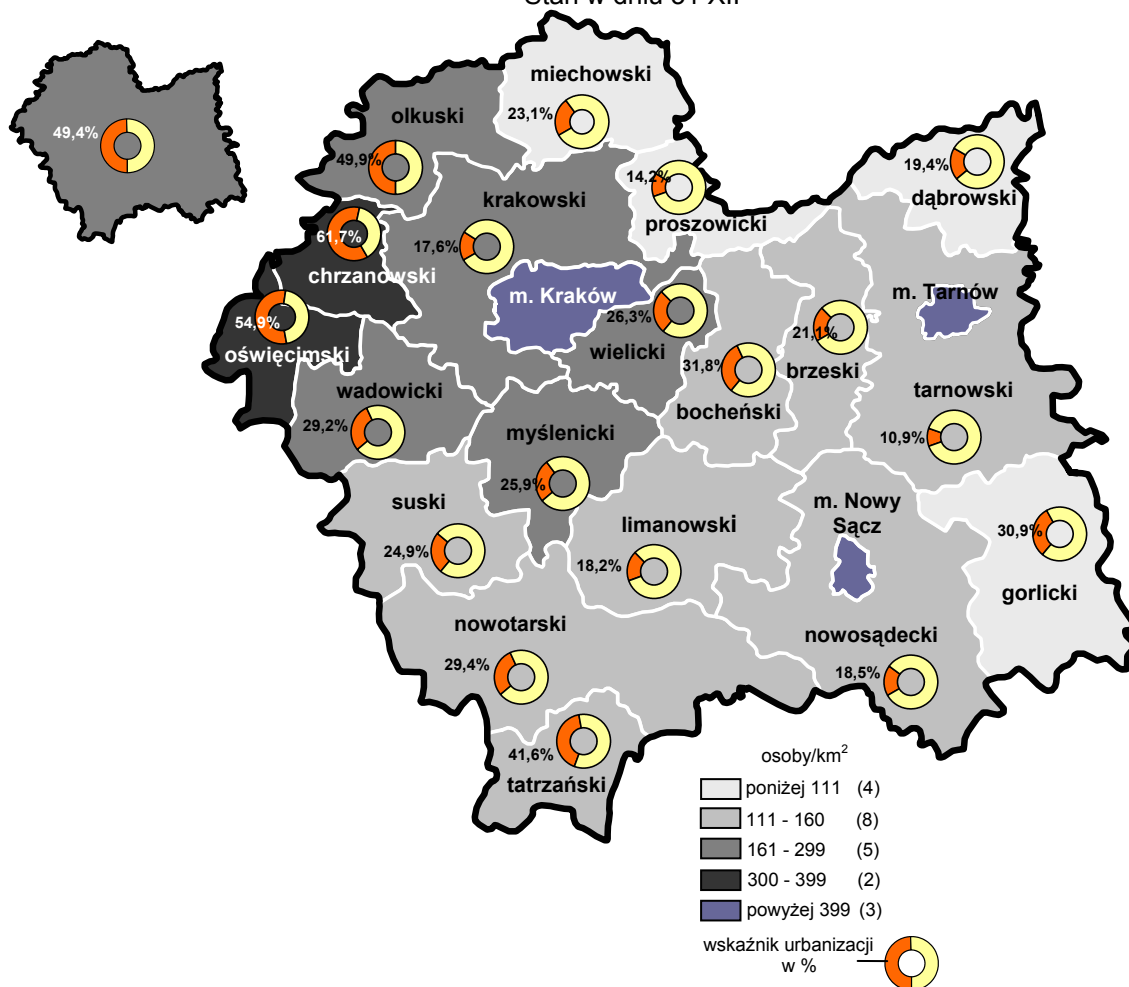 Stan w dniu 31 XII
miechowski
23,1%
olkuski
49,9%
49,4%
14,2%
proszowicki
19,4%
dąbrowski
krakowski
17,6%
61,7%
chrzanowski
m. Kraków
26,3%
wielicki
m. Tarnów
21,1%
brzeski
54,9%
oświęcimski
31,8%
bocheński
tarnowski
10,9%
wadowicki
29,2%
myślenicki
25,9%
suski
24,9%
limanowski
18,2%
m. Nowy
Sącz
30,9%
gorlicki
nowotarski
29,4%
nowosądecki
18,5%
41,6%
tatrzański
osoby/km²
poniżej 111 (4)
111 - 160 (8)
161 - 299 (5)
300 - 399 (2)
powyżej 399 (3)
wskaźnik urbanizacji
w %